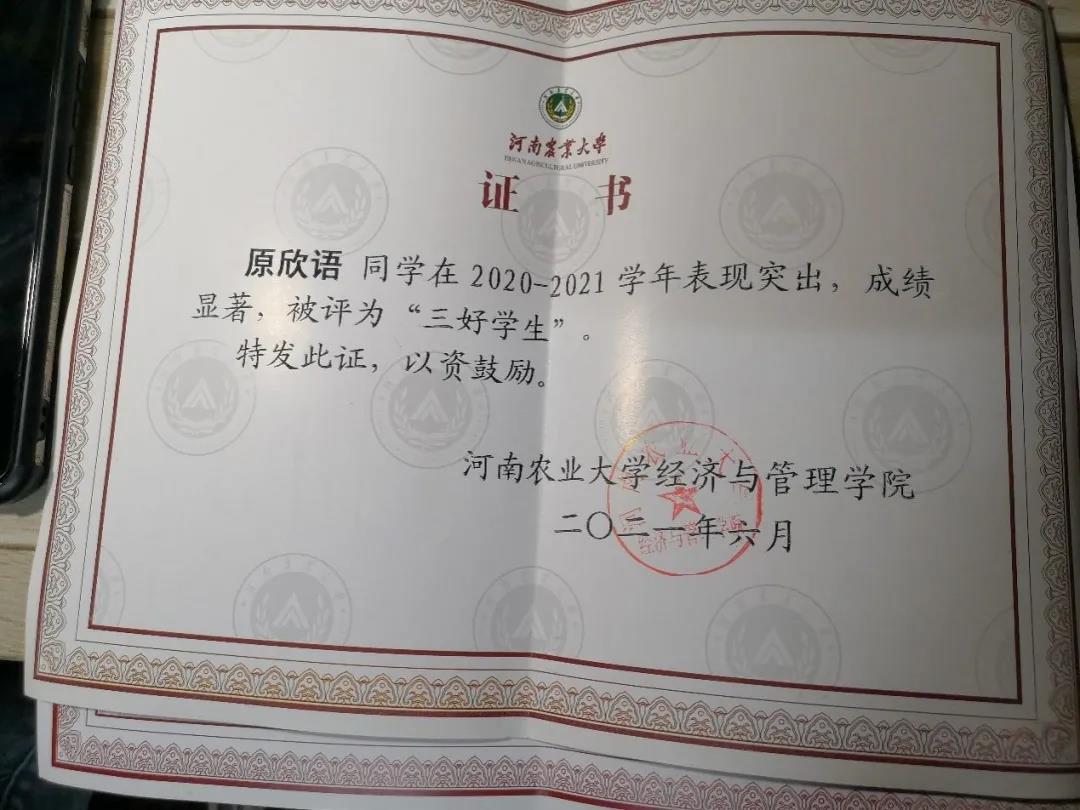 河南农业大学
HENAN AGRICULTURAL UNIVERSITY
证 书
原欣语 同学在 2020-2021 学年表现突出，成绩
显著，被评为“三好学生”。
特发此证，以资鼓励。
河南农业大学经济与管理学院
二〇二一年六月